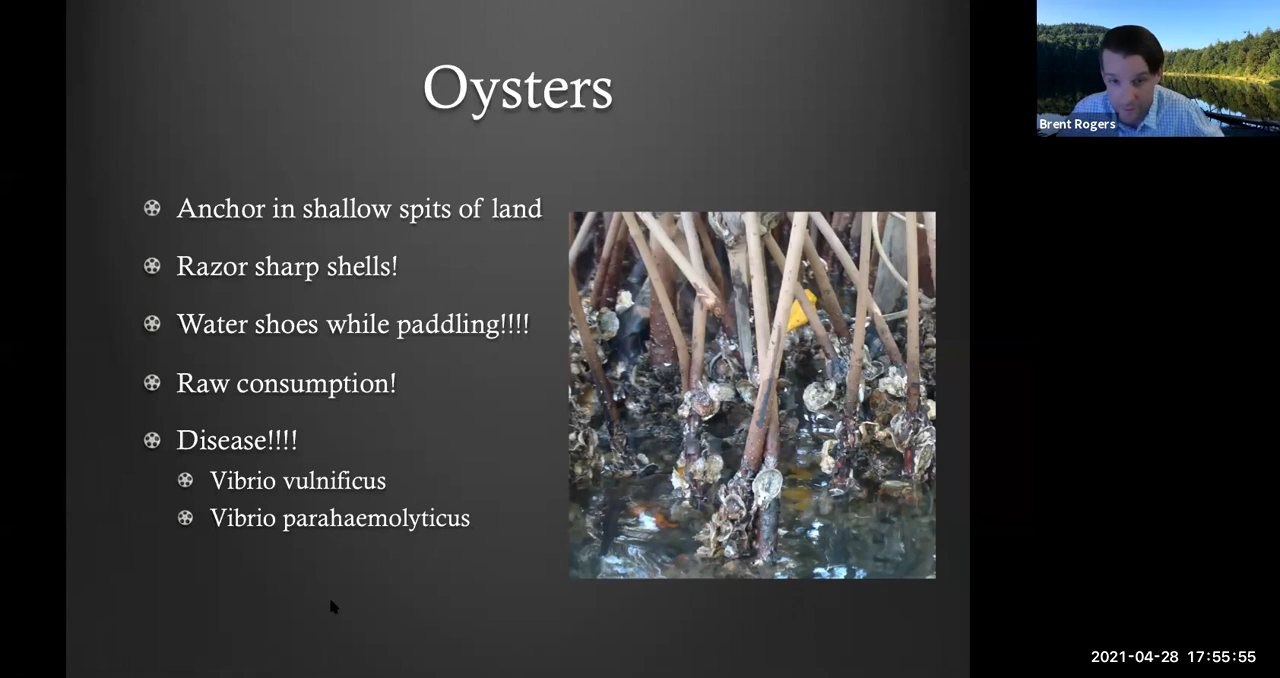 Oysters
Anchor in shallow spits of land
Razor sharp shells!
Water shoes while paddling!!!!
Raw consumption!
Disease!!!!
Vibrio vulnificus
Vibrio parahaemolyticus
Brent Rogers
2021-04-28 17:55:55